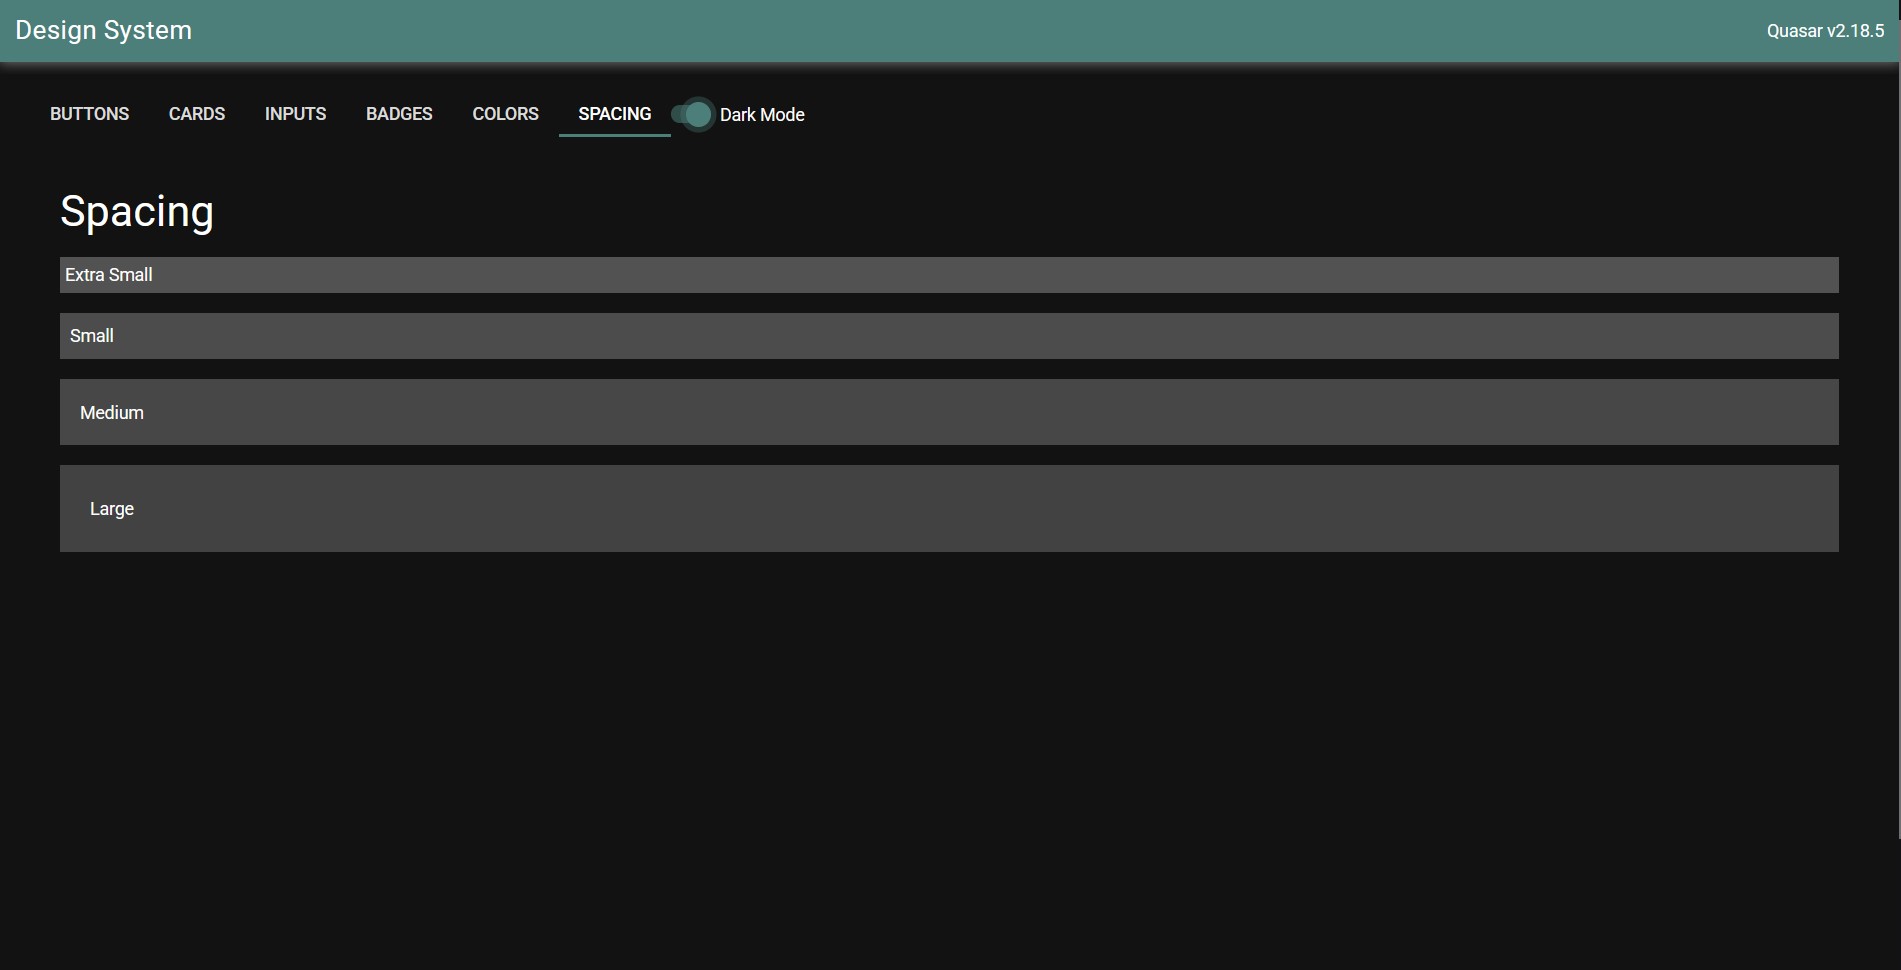 Design System
Quasar v2.18.5
BUTTONS CARDS INPUTS BADGES COLORS SPACING Dark Mode
Spacing
Extra Small
Small
Medium
Large